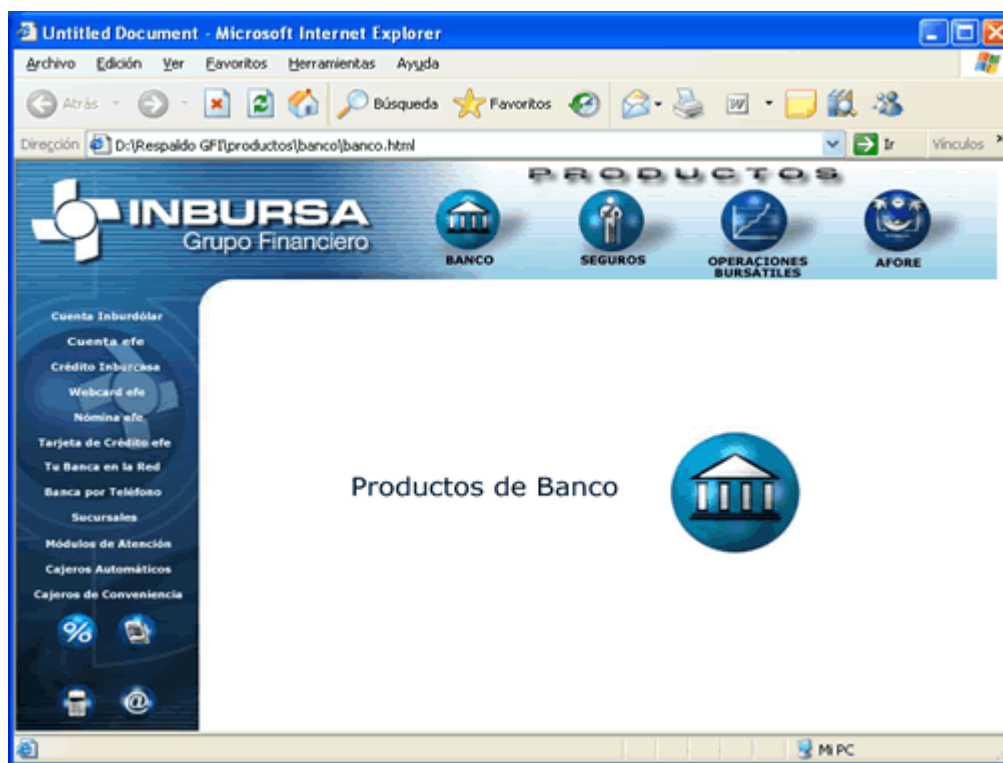 Untitled Document - Microsoft Internet Explorer
Archivo Edición Ver Favoritos Herramientas Ayuda
Atrás Búsqueda Favoritos
Dirección D:\Respaldo GFI\productos\banco\banco.html Ir Vínculos »
PRODUCTOS
INBURSA
Grupo Financiero
BANCO SEGUROS OPERACIONES BURSÁTILES AFORE
Cuenta Inburdólar
Cuenta efe
Crédito Inburcasa
Webcard efe
Nómina efe
Tarjeta de Crédito efe
Tu Banca en la Red
Banca por Teléfono
Sucursales
Módulos de Atención
Cajeros Automáticos
Cajeros de Conveniencia
%
@
Productos de Banco
Mi PC